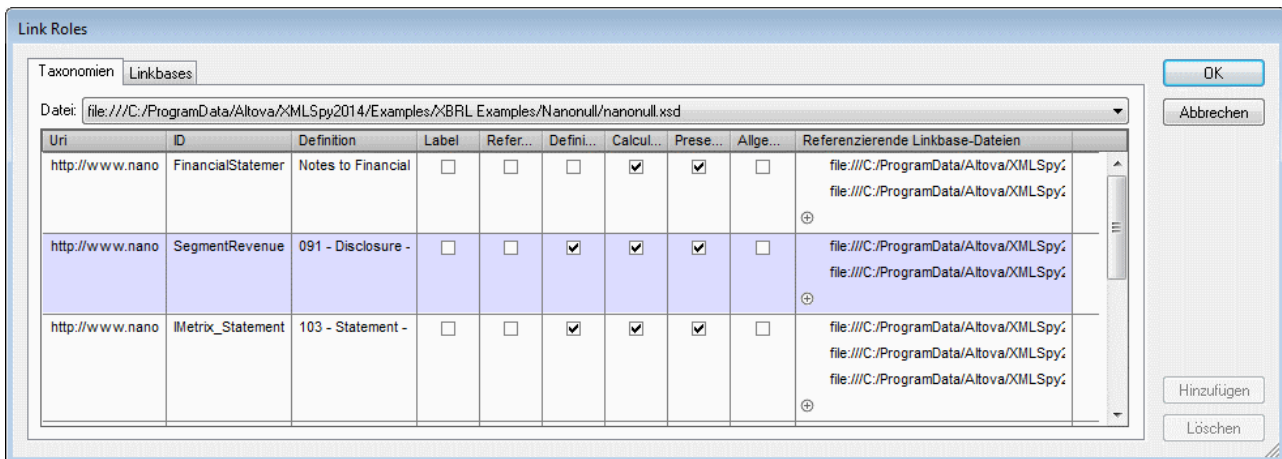 Link Roles
Taxonomien Linkbases
OK
Datei: file:///C:/ProgramData/Altova/XMLSpy2014/Examples/XBRL Examples/Nanonull/nanonull.xsd
Abbrechen
Uri ID Definition Label Refer... Defini... Calcul... Prese... Allge... Referenzierende Linkbase-Dateien
http://www.nano FinancialStatemer Notes to Financial file:///C:/ProgramData/Altova/XMLSpy2
file:///C:/ProgramData/Altova/XMLSpy2
http://www.nano SegmentRevenue 091 - Disclosure - file:///C:/ProgramData/Altova/XMLSpy2
file:///C:/ProgramData/Altova/XMLSpy2
http://www.nano IMetrix_Statement 103 - Statement - file:///C:/ProgramData/Altova/XMLSpy2
file:///C:/ProgramData/Altova/XMLSpy2
file:///C:/ProgramData/Altova/XMLSpy2
Hinzufügen
Löschen